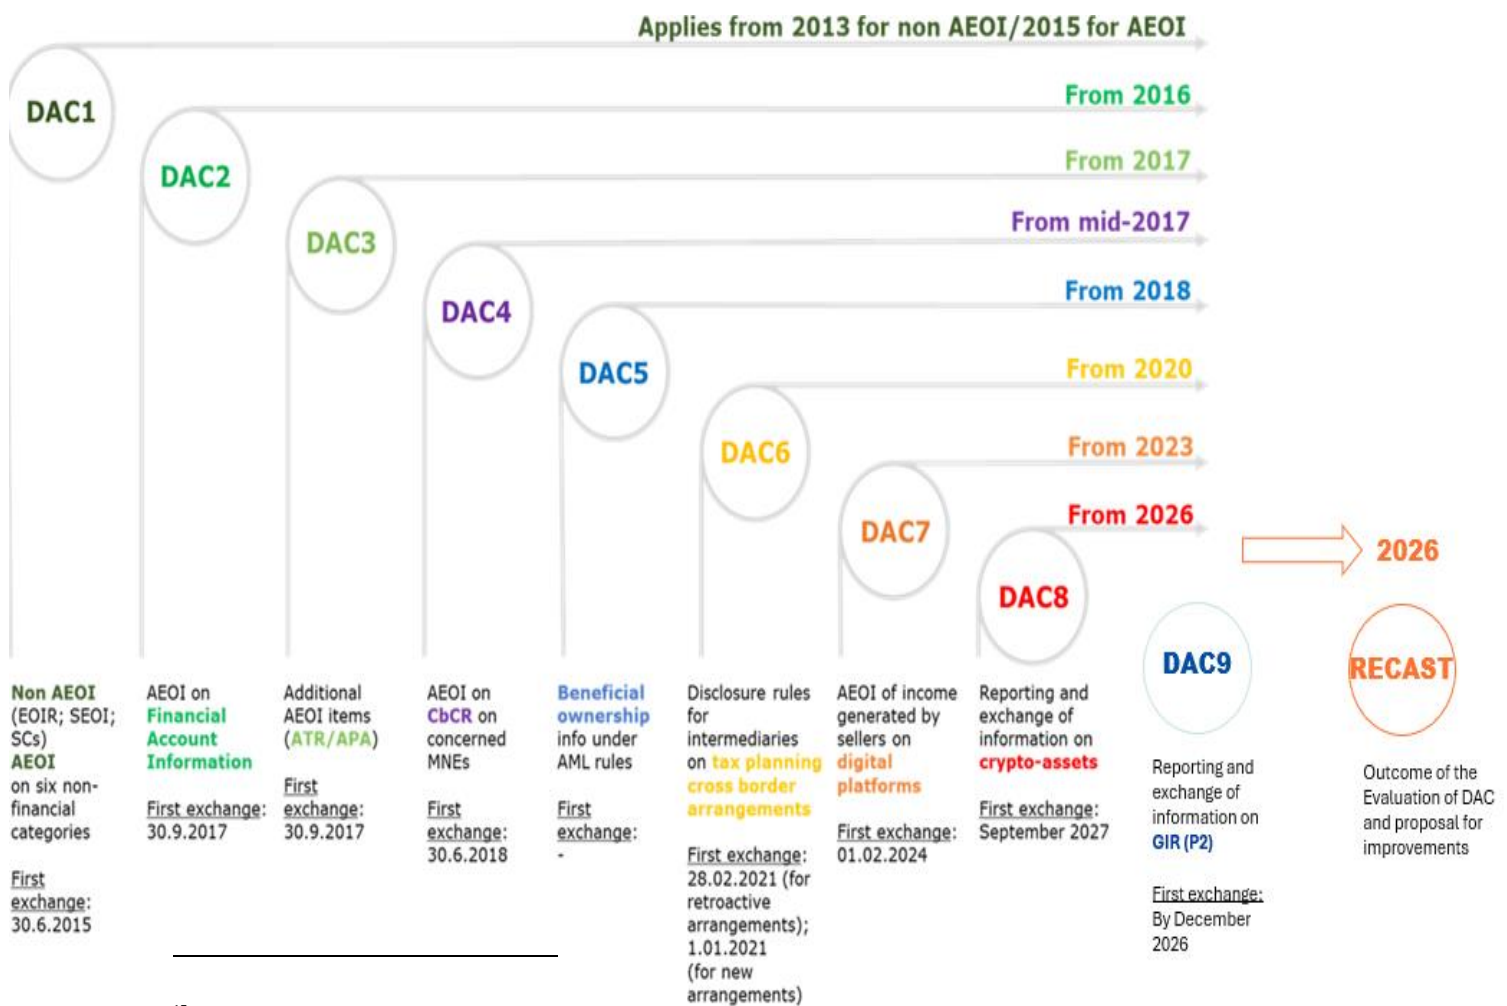 Applies from 2013 for non AEOI/2015 for AEOI
DAC1
From 2016
DAC2
From 2017
DAC3
From mid-2017
DAC4
From 2018
DAC5
From 2020
DAC6
From 2023
DAC7
From 2026
DAC8
2026
DAC9
RECAST
Non AEOI
(EOIR; SEOI;
SCs)
AEOI
on six non-
financial
categories
First
exchange:
30.6.2015
AEOI on
Financial
Account
Information
First exchange:
30.9.2017
Additional
AEOI items
(ATR/APA)
First
exchange:
30.9.2017
AEOI on
CbCR on
concerned
MNEs
First
exchange:
30.6.2018
Beneficial
ownership
info under
AML rules
First
exchange:
-
Disclosure rules
for
intermediaries
on tax planning
cross border
arrangements
First exchange:
28.02.2021 (for
retroactive
arrangements);
1.01.2021
(for new
arrangements)
AEOI of income
generated by
sellers on
digital
platforms
First exchange:
01.02.2024
Reporting and
exchange of
information on
crypto-assets
First exchange:
September 2027
Reporting and
exchange of
information on
GIR (P2)
First exchange:
By December
2026
Outcome of the
Evaluation of DAC
and proposal for
improvements